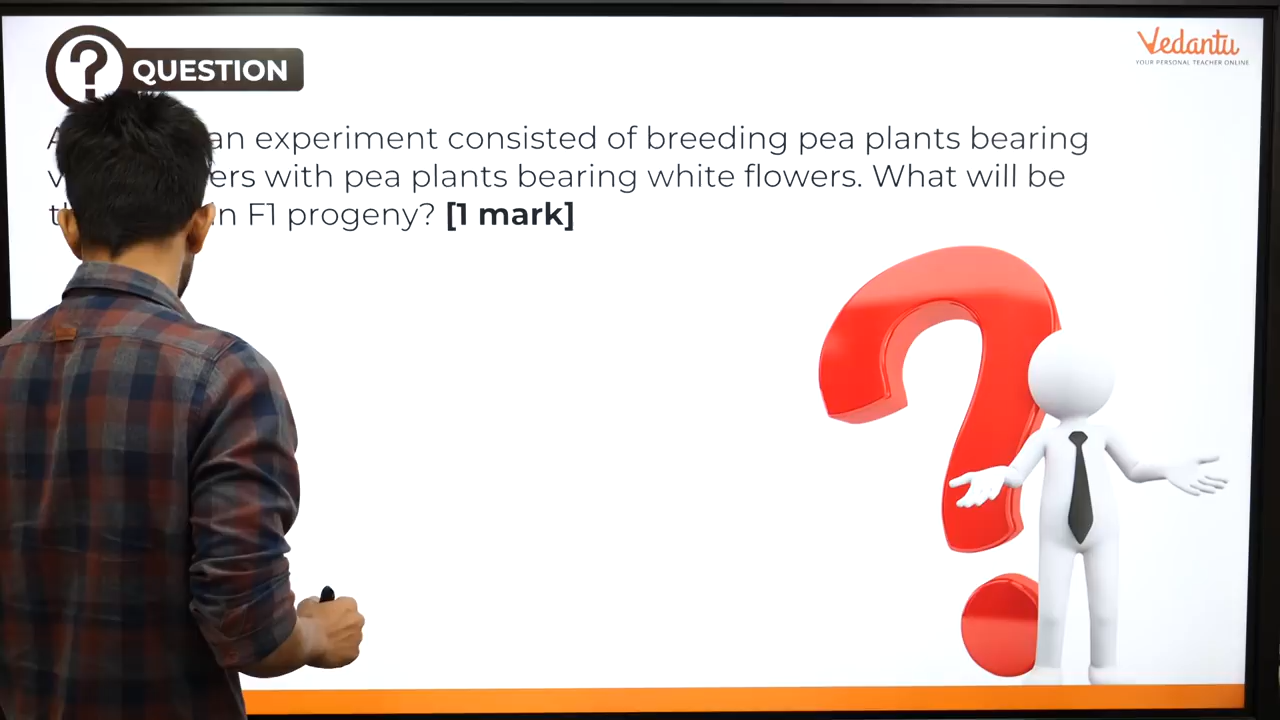 QUESTION
Vedantu
YOUR PERSONAL TEACHER ONLINE
an experiment consisted of breeding pea plants bearing
with pea plants bearing white flowers. What will be
in F1 progeny? [1 mark]